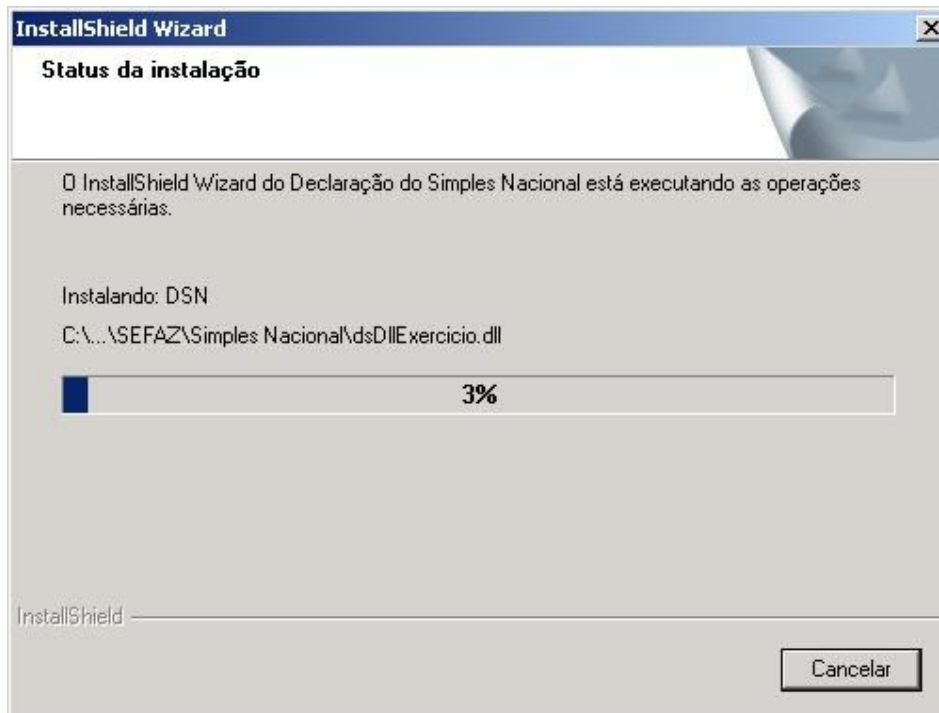 InstallShield Wizard
Status da instalação
O InstallShield Wizard do Declaração do Simples Nacional está executando as operações
necessárias.
Instalando: DSN
C:\...\SEFAZ\Simples Nacional\dsDllExercicio.dll
3%
InstallShield
Cancelar